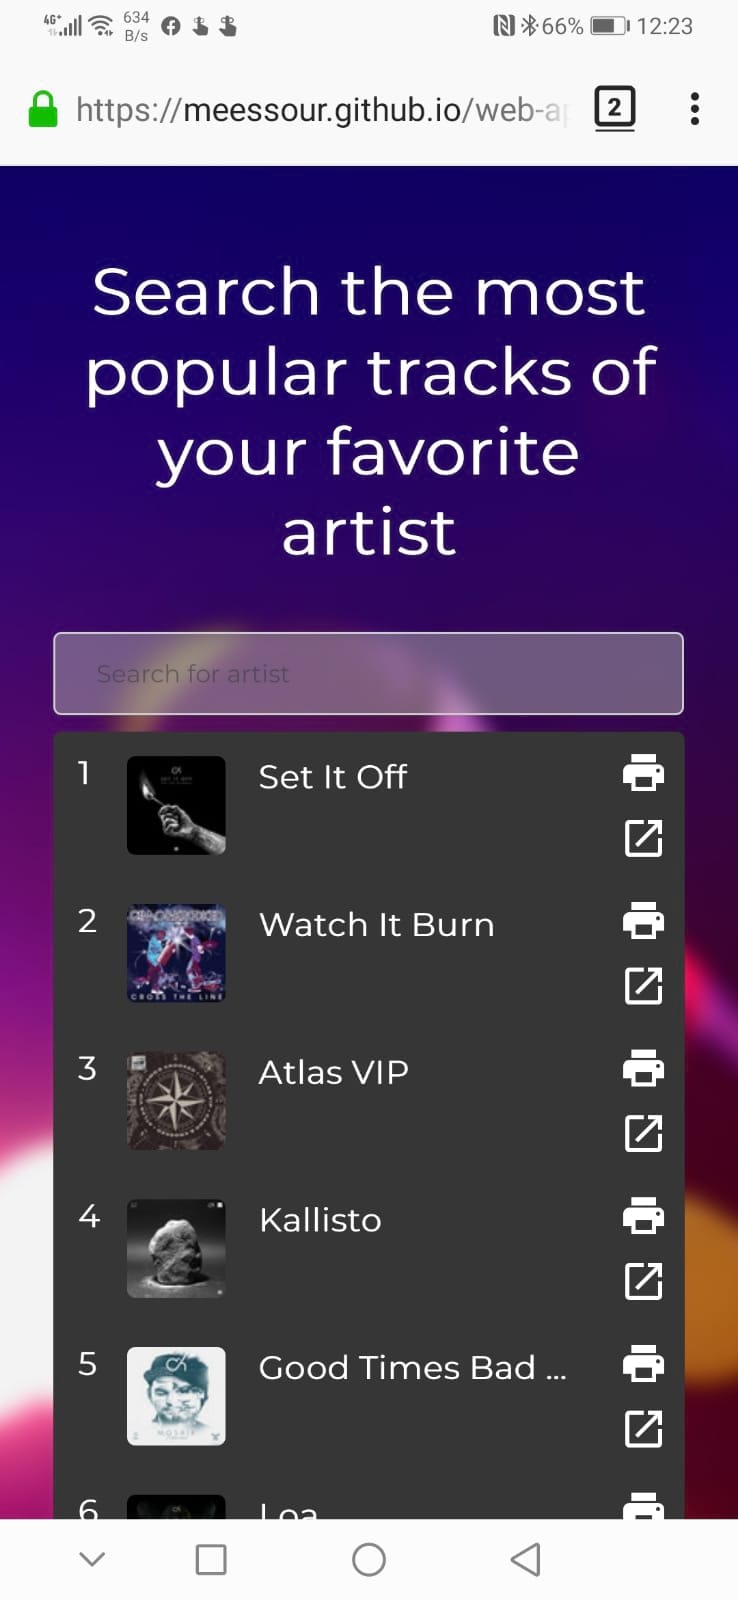 4G+ 634 B/s 66% 12:23
https://meessour.github.io/web-ap 2
Search the most
popular tracks of
your favorite
artist
Search for artist
1 Set It Off
2 Watch It Burn
CROSS THE LINE
3 Atlas VIP
4 Kallisto
5 Good Times Bad ...
MOSAIK
6 Loa